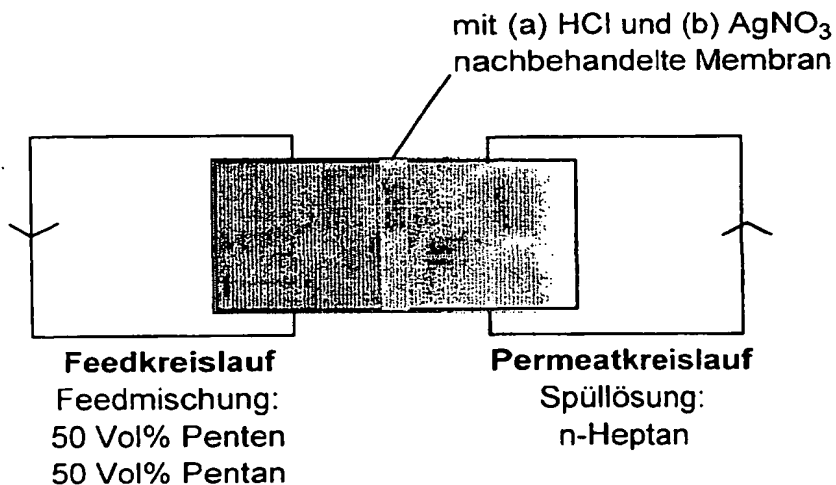 mit (a) HCl und (b) AgNO₃
nachbehandelte Membran
Feedkreislauf
Feedmischung:
50 Vol% Penten
50 Vol% Pentan
Permeatkreislauf
Spüllösung:
n-Heptan